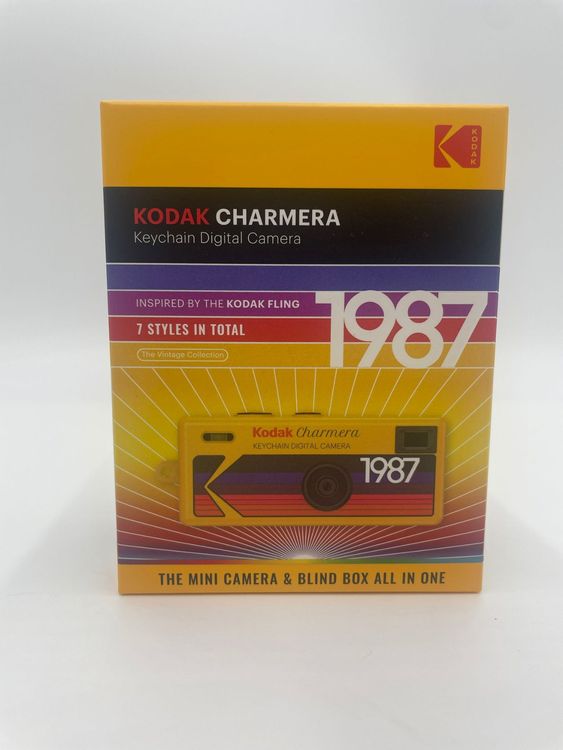 KODAK
KODAK CHARMERA
Keychain Digital Camera
INSPIRED BY THE KODAK FLING
1987
7 STYLES IN TOTAL
The Vintage Collection
Kodak Charmera
KEYCHAIN DIGITAL CAMERA
1987
THE MINI CAMERA & BLIND BOX ALL IN ONE